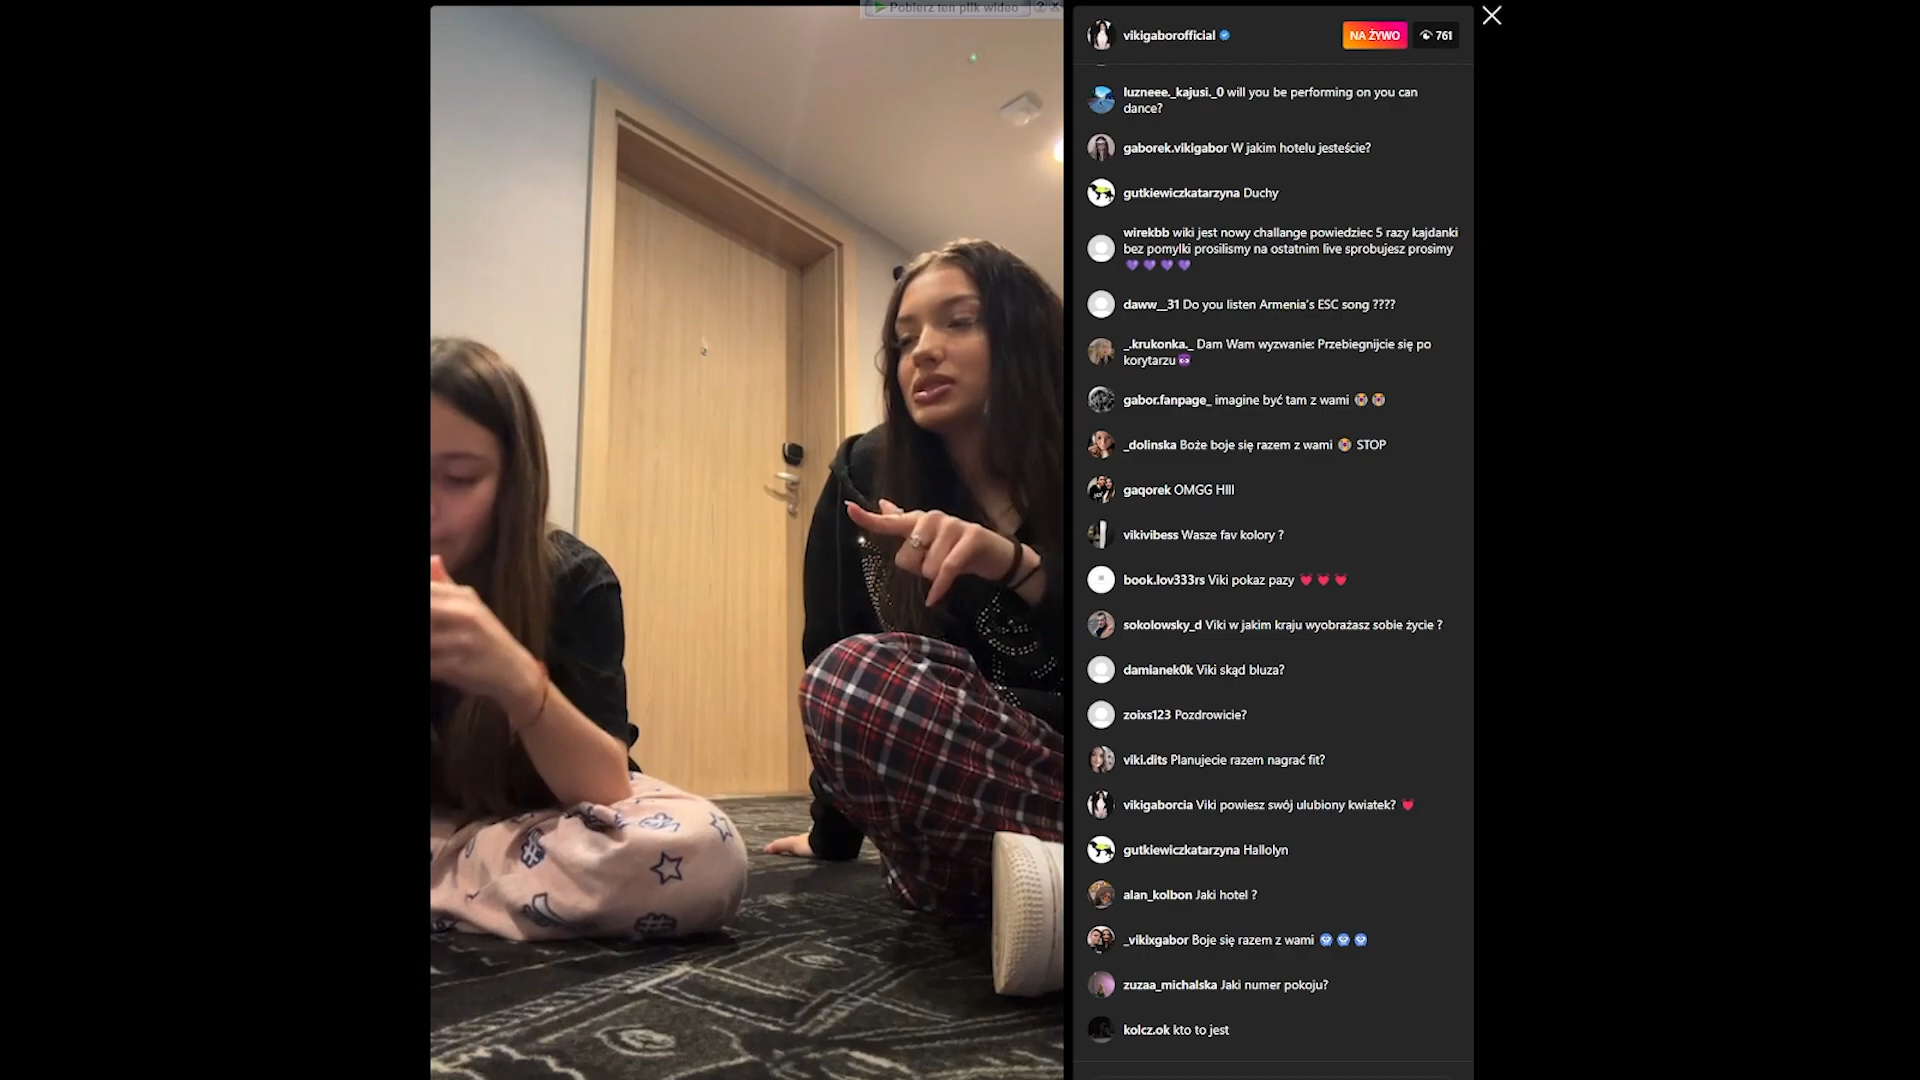 Pobierz ten plik wideo
? x
vikigaborofficial
NA ŻYWO
761
luzneee._kajusi._0 will you be performing on you can
dance?
gaborek.vikigabor W jakim hotelu jesteście?
gutkiewiczkatarzyna Duchy
wirekbb wiki jest nowy challange powiedziec 5 razy kajdanki
bez pomylki prosilismy na ostatnim live sprobujesz prosimy
💜 💜 💜 💜
daww__31 Do you listen Armenia's ESC song ????
_.krukonka._ Dam Wam wyzwanie: Przebiegnijcie się po
korytarzu
gabor.fanpage_ imagine być tam z wami 😭 😭
_dolinska Boże boje się razem z wami 😭 STOP
gaqorek OMGG HIII
vikivibess Wasze fav kolory ?
book.lov333rs Viki pokaz pazy 💓 💓 💓
sokolowsky_d Viki w jakim kraju wyobrażasz sobie życie ?
damianek0k Viki skąd bluza?
zoixs123 Pozdrowicie?
viki.dits Planujecie razem nagrać fit?
vikigaborcia Viki powiesz swój ulubiony kwiatek? 💓
gutkiewiczkatarzyna Hallolyn
alan_kolbon Jaki hotel ?
_vikixgabor Boje się razem z wami 🥶 🥶 🥶
zuzaa_michalska Jaki numer pokoju?
kolcz.ok kto to jest